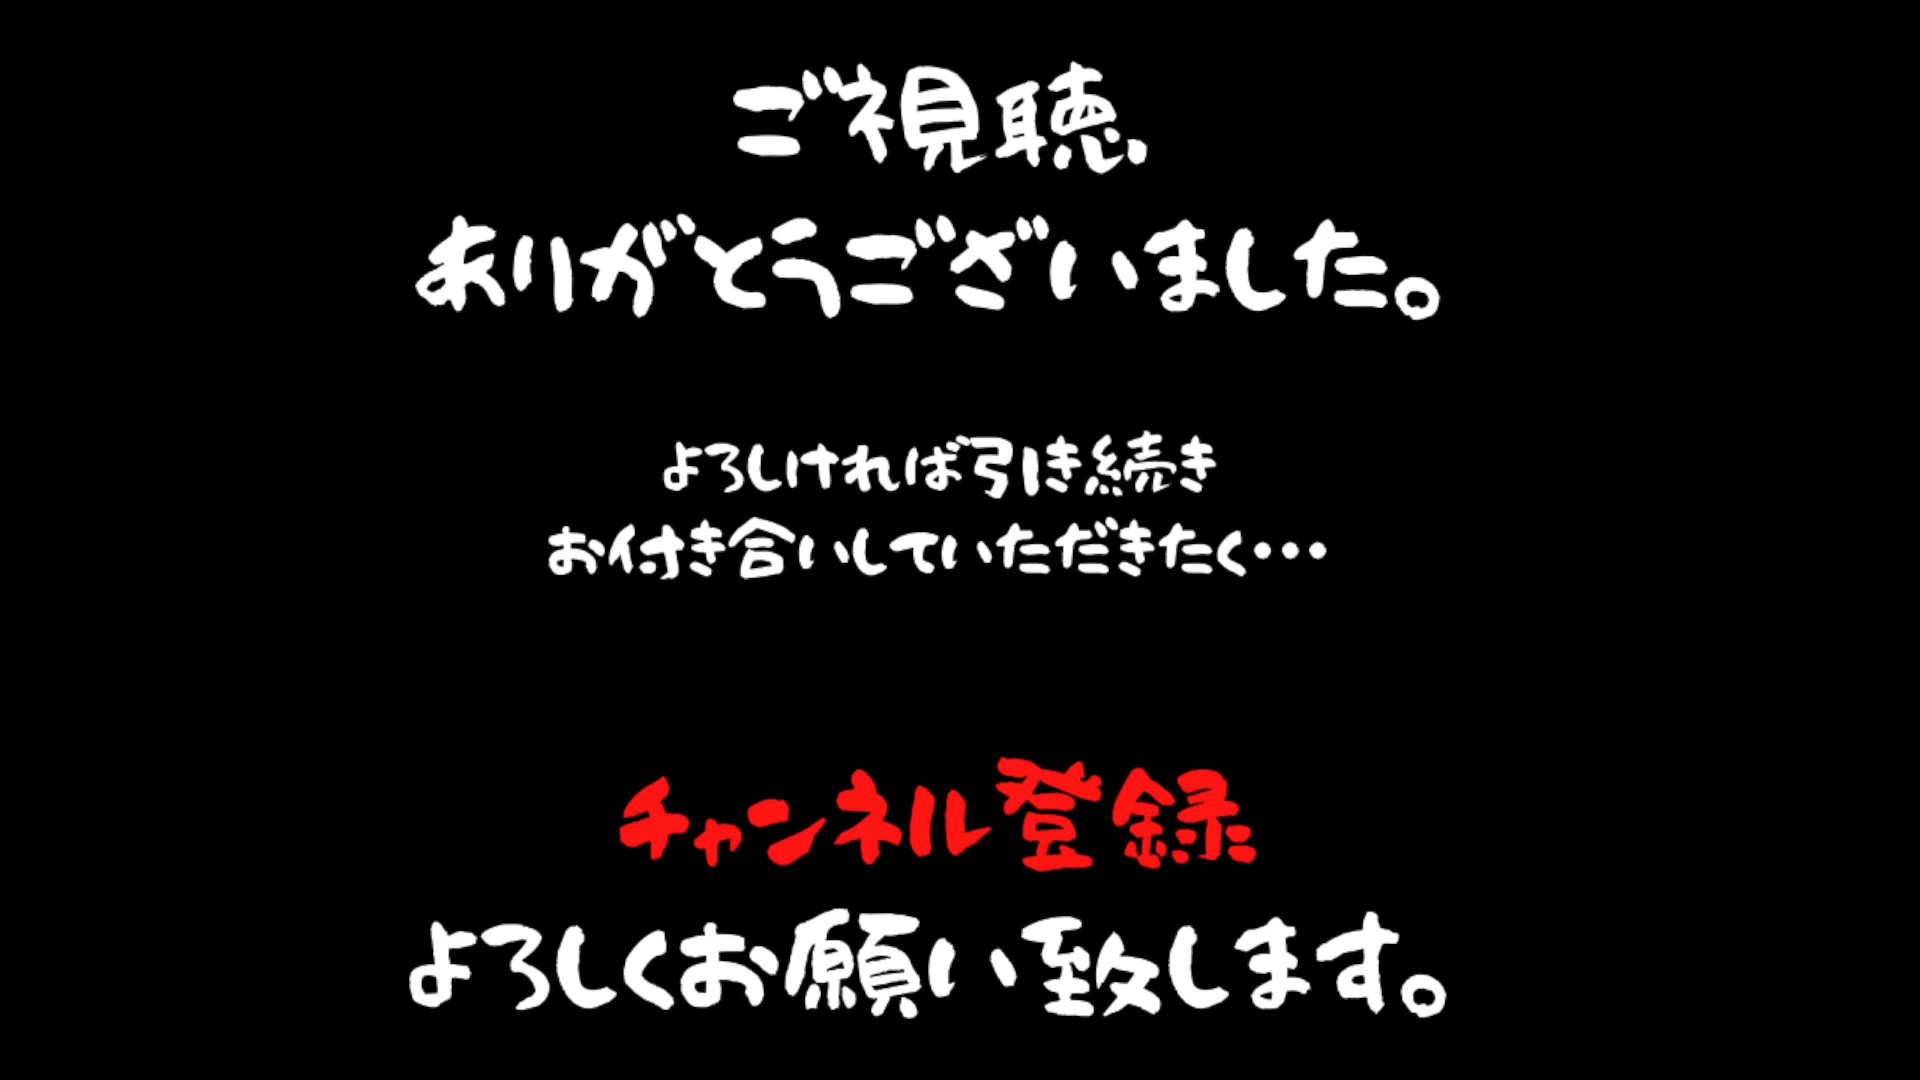 ご視聴
ありがとうございました。
よろしければ引き続き
お付き合いしていただきたく・・・
チャンネル登録
よろしくお願い致します。